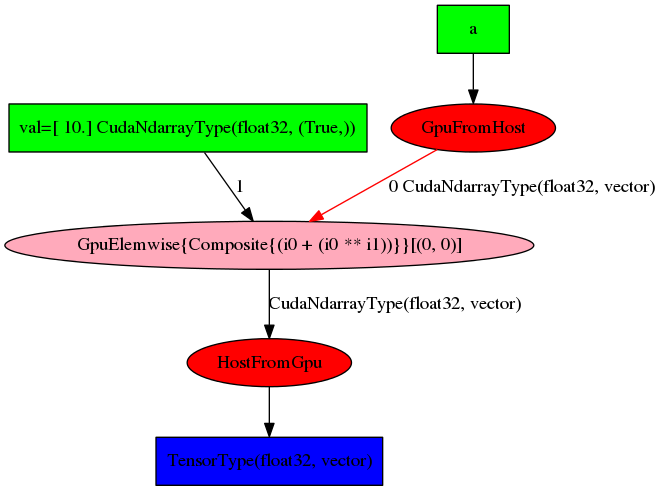 a
val=[ 10.] CudaNdarrayType(float32, (True,))
GpuFromHost
1
0 CudaNdarrayType(float32, vector)
GpuElemwise{Composite{(i0 + (i0 ** i1))}}[(0, 0)]
CudaNdarrayType(float32, vector)
HostFromGpu
TensorType(float32, vector)